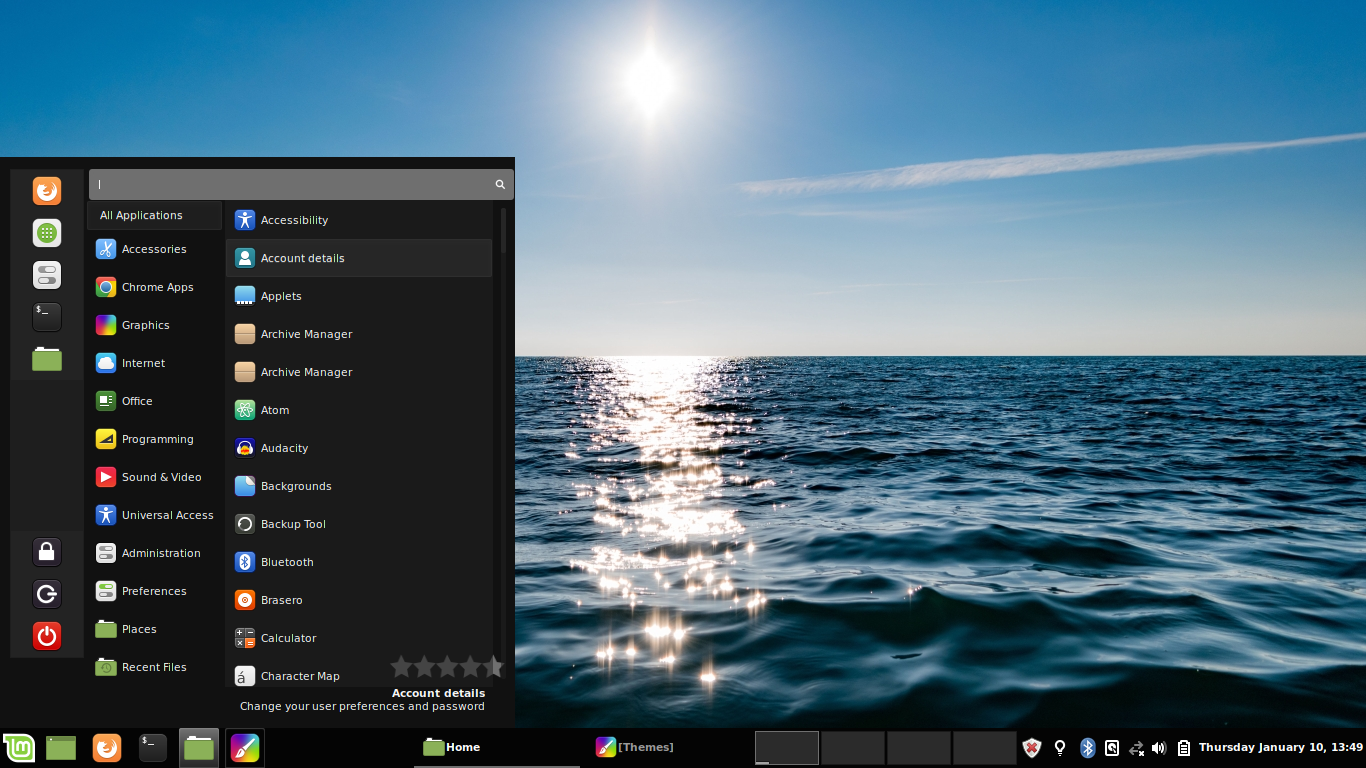 All Applications
Accessories
Chrome Apps
Graphics
Internet
Office
Programming
Sound & Video
Universal Access
Administration
Preferences
Places
Recent Files
Accessibility
Account details
Applets
Archive Manager
Archive Manager
Atom
Audacity
Backgrounds
Backup Tool
Bluetooth
Brasero
Calculator
Character Map
Account details
Change your user preferences and password
Home
[Themes]
Thursday January 10, 13:49